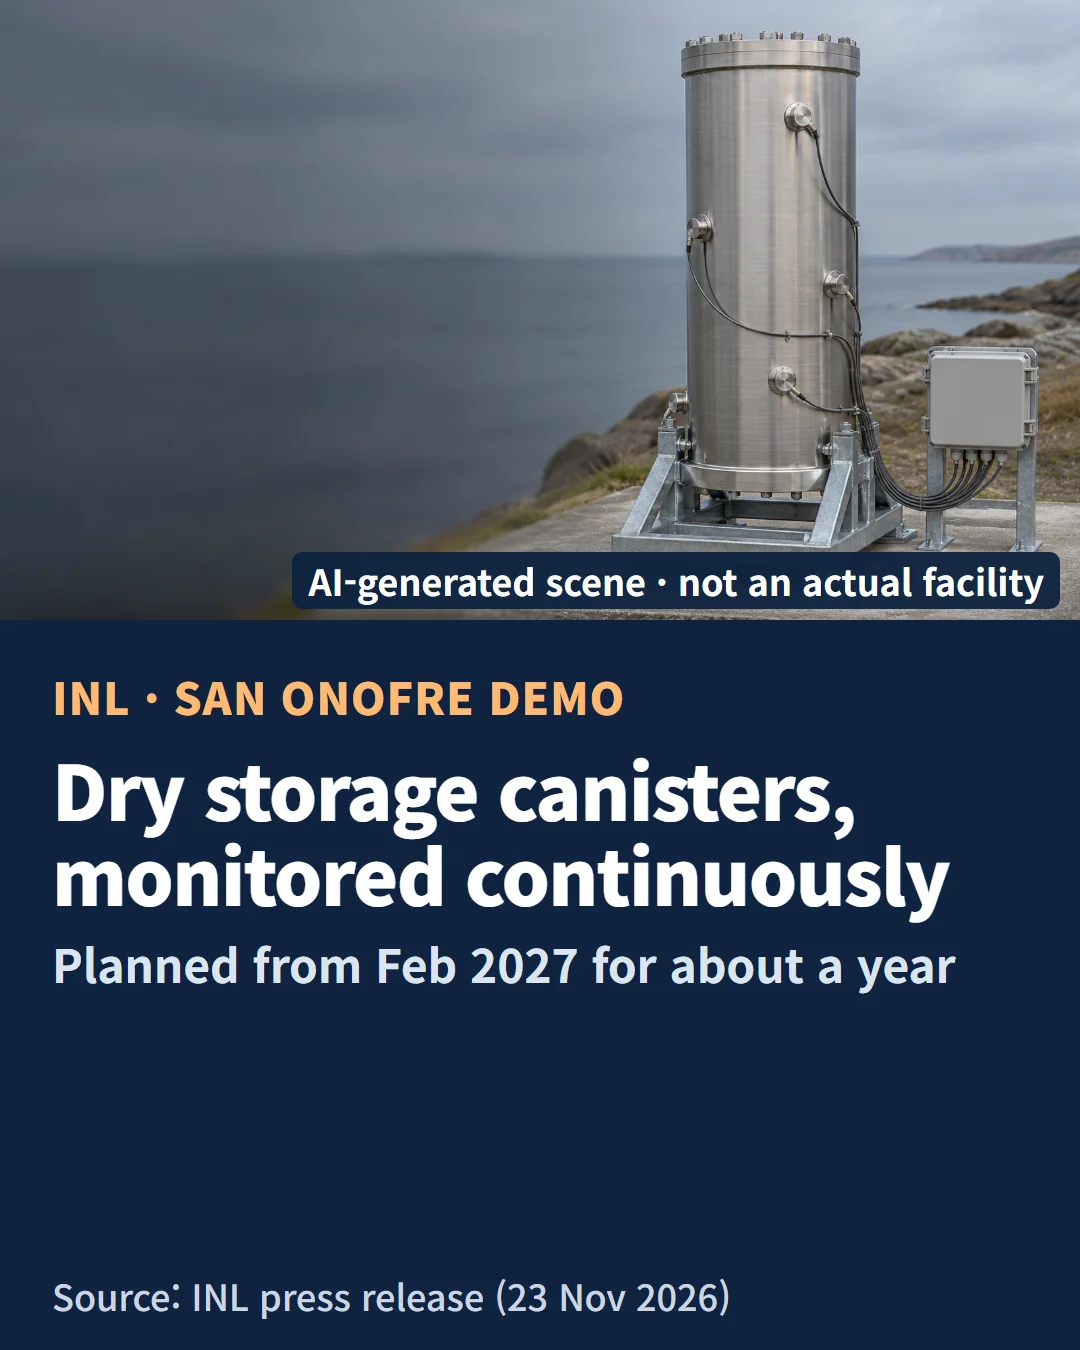 AI-generated scene · not an actual facility
INL · SAN ONOFRE DEMO
Dry storage canisters,
monitored continuously
Planned from Feb 2027 for about a year
Source: INL press release (23 Nov 2026)